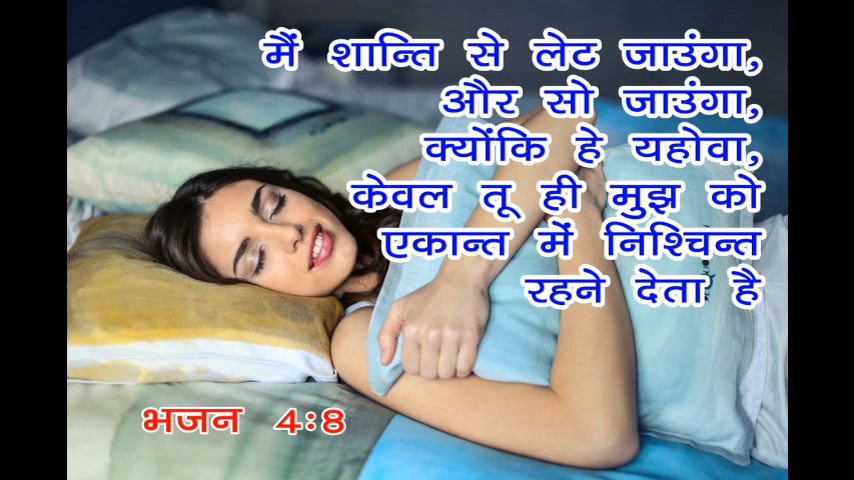 मैं शान्ति से लेट जाउंगा,
और सो जाउंगा,
क्योंकि हे यहोवा,
केवल तू ही मुझ को
एकान्त में निश्चिन्त
रहने देता है
भजन 4:8